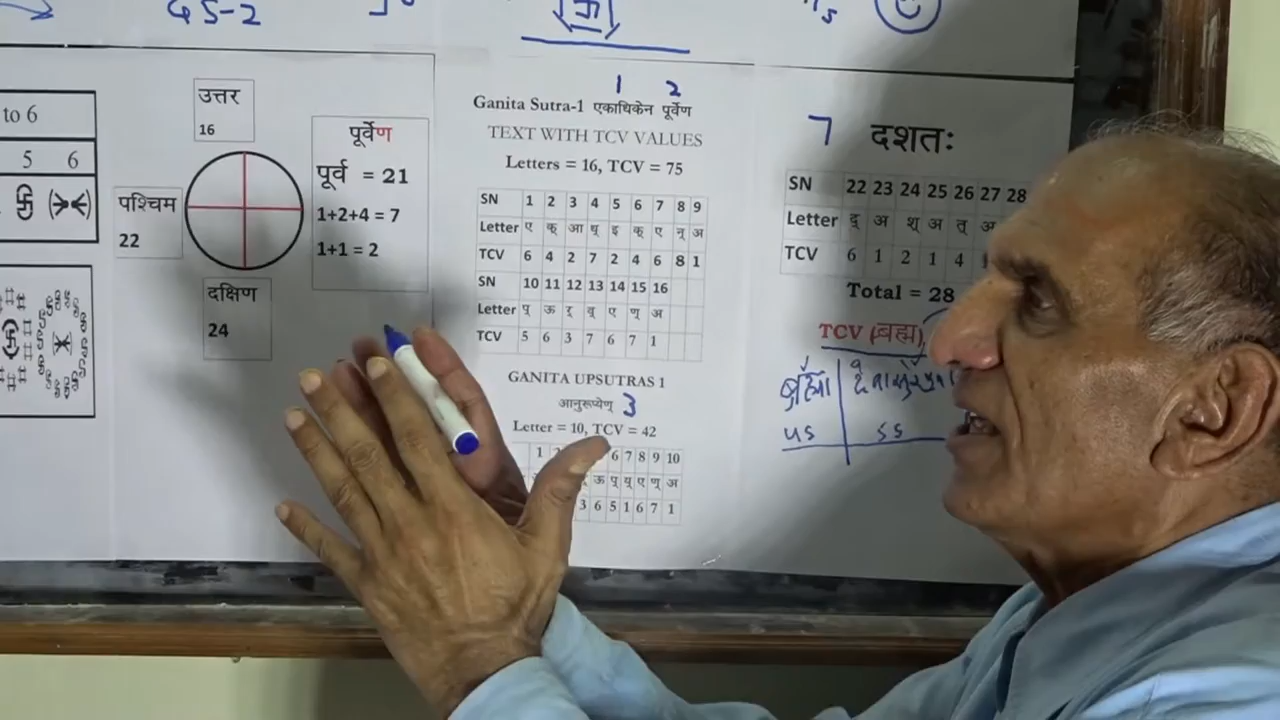 GS-2
to 6
5 6
उत्तर
16
पश्चिम
22
दक्षिण
24
पूर्वेण
पूर्व = 21
1+2+4 = 7
1+1 = 2
1 2
Ganita Sutra-1 एकाधिकेन पूर्वेण
TEXT WITH TCV VALUES
Letters = 16, TCV = 75
SN 1 2 3 4 5 6 7 8 9
Letter ए क् आ ध् इ क् ए न् अ
TCV 6 4 2 7 2 4 6 8 1
SN 10 11 12 13 14 15 16
Letter प् ऊ र् व् ए ण् अ
TCV 5 6 3 7 6 7 1
GANITA UPSUTRAS 1
आनुरूप्येण् 3
Letter = 10, TCV = 42
1 6 7 8 9 10
ऊ प् य् ए ण् अ
3 6 5 1 6 7 1
7 दशतः
SN 22 23 24 25 26 27 28
Letter द् अ श् अ त् अ
TCV 6 1 2 1 4
Total = 28
TCV (ब्रह्म)
ब्रह्मा
us ss